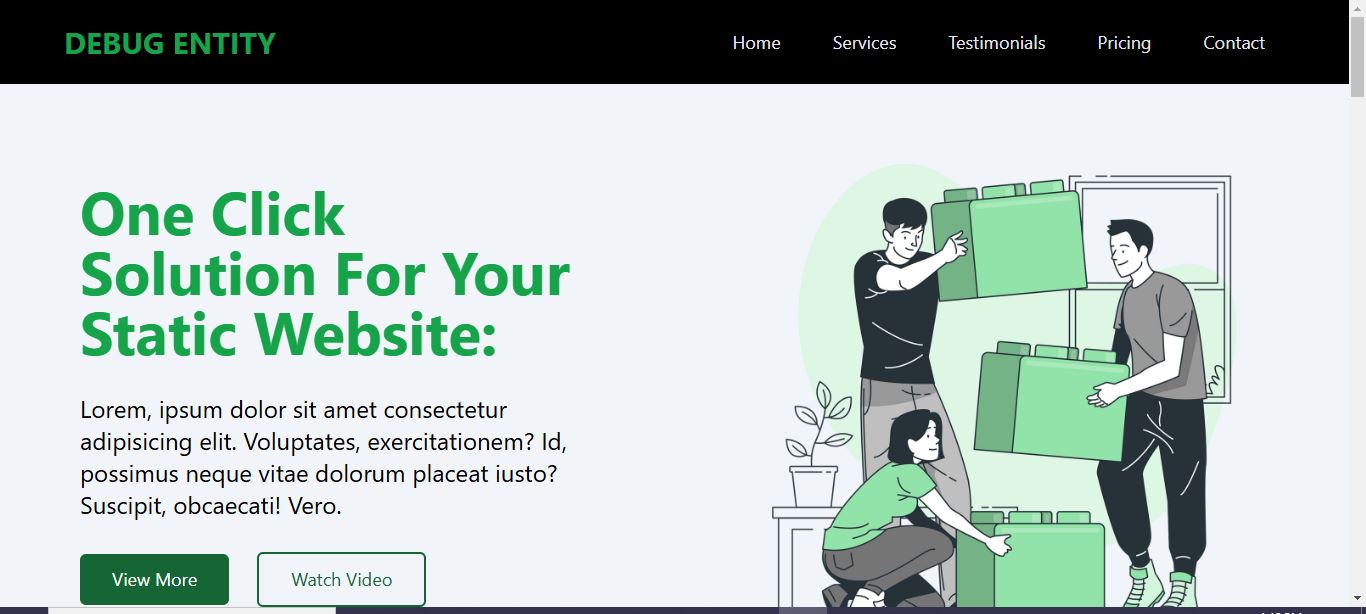 DEBUG ENTITY
Home
Services
Testimonials
Pricing
Contact
One Click
Solution For Your
Static Website:
Lorem, ipsum dolor sit amet consectetur
adipisicing elit. Voluptates, exercitationem? Id,
possimus neque vitae dolorum placeat iusto?
Suscipit, obcaecati! Vero.
View More
Watch Video